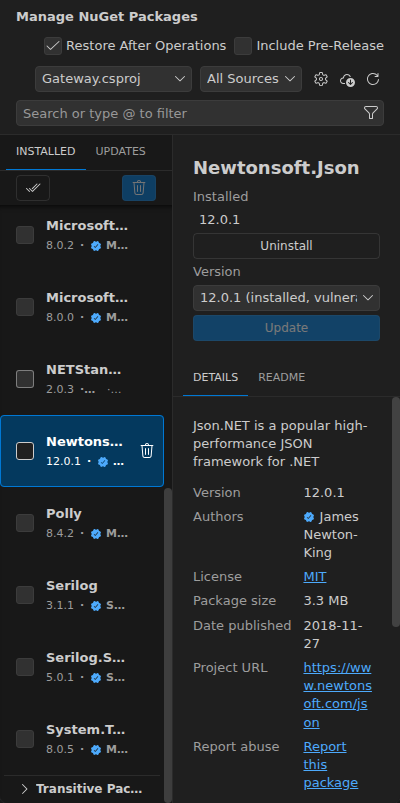 Manage NuGet Packages
Restore After Operations
Include Pre-Release
Gateway.csproj
All Sources
Search or type @ to filter
INSTALLED
UPDATES
Microsoft...
8.0.2 · M...
Microsoft...
8.0.0 · M...
NETStan...
2.0.3 ·... ·...
Newtons...
12.0.1 · ...
Polly
8.4.2 · M...
Serilog
3.1.1 · S...
Serilog.S...
5.0.1 · S...
System.T...
8.0.5 · M...
Transitive Pac...
Newtonsoft.Json
Installed
12.0.1
Uninstall
Version
12.0.1 (installed, vulnera
Update
DETAILS
README
Json.NET is a popular high-
performance JSON
framework for .NET
Version 12.0.1
Authors James
Newton-
King
License MIT
Package size 3.3 MB
Date published 2018-11-
27
Project URL https://ww
w.newtons
oft.com/js
on
Report abuse Report
this
package